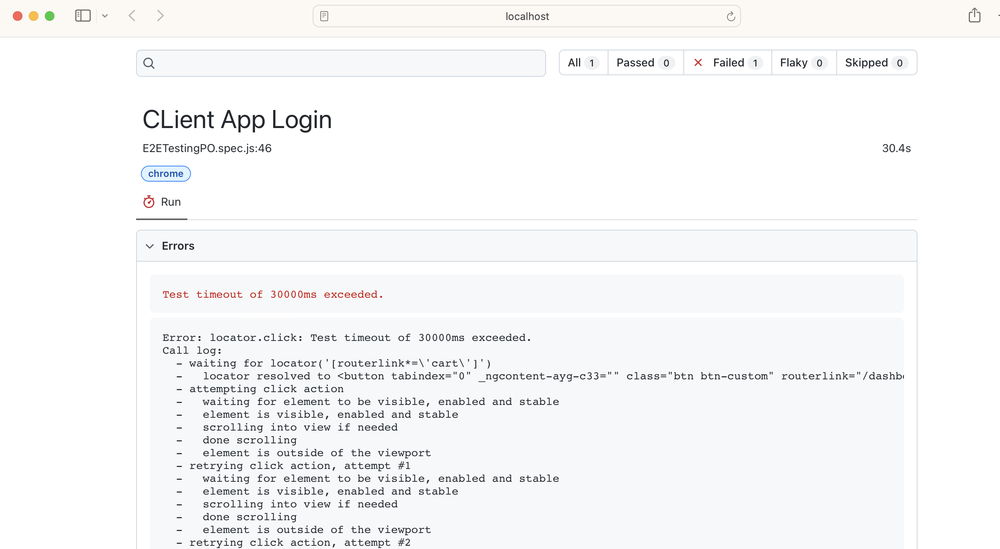 localhost
All 1 Passed 0 Failed 1 Flaky 0 Skipped 0
CLient App Login
E2ETestingPO.spec.js:46 30.4s
chrome
Run
Errors
Test timeout of 30000ms exceeded.
Error: locator.click: Test timeout of 30000ms exceeded.
Call log:
- waiting for locator('[routerlink*=\'cart\']')
-   locator resolved to <button tabindex="0" _ngcontent-ayg-c33="" class="btn btn-custom" routerlink="/dashb
- attempting click action
-   waiting for element to be visible, enabled and stable
-   element is visible, enabled and stable
-   scrolling into view if needed
-   done scrolling
-   element is outside of the viewport
- retrying click action, attempt #1
-   waiting for element to be visible, enabled and stable
-   element is visible, enabled and stable
-   scrolling into view if needed
-   done scrolling
-   element is outside of the viewport
- retrying click action, attempt #2